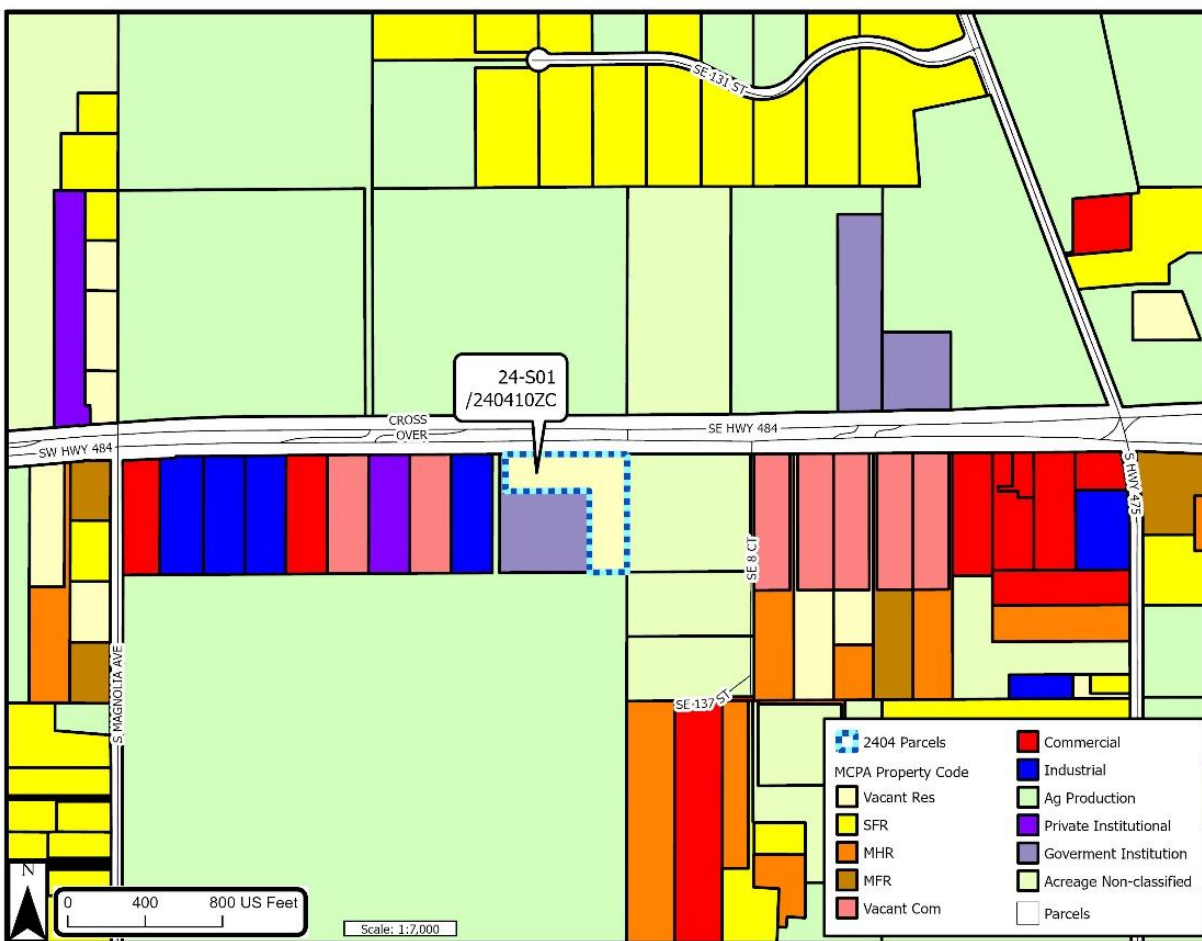 SE 131 ST
24-S01
/240410ZC
CROSS
OVER
SE HWY 484
SW HWY 484
S HWY 475
SE 8 CT
S MAGNOLIA AVE
SE 137 ST
2404 Parcels
MCPA Property Code
Vacant Res
SFR
MHR
MFR
Vacant Com
Commercial
Industrial
Ag Production
Private Institutional
Goverment Institution
Acreage Non-classified
Parcels
N
0 400 800 US Feet
Scale: 1:7,000